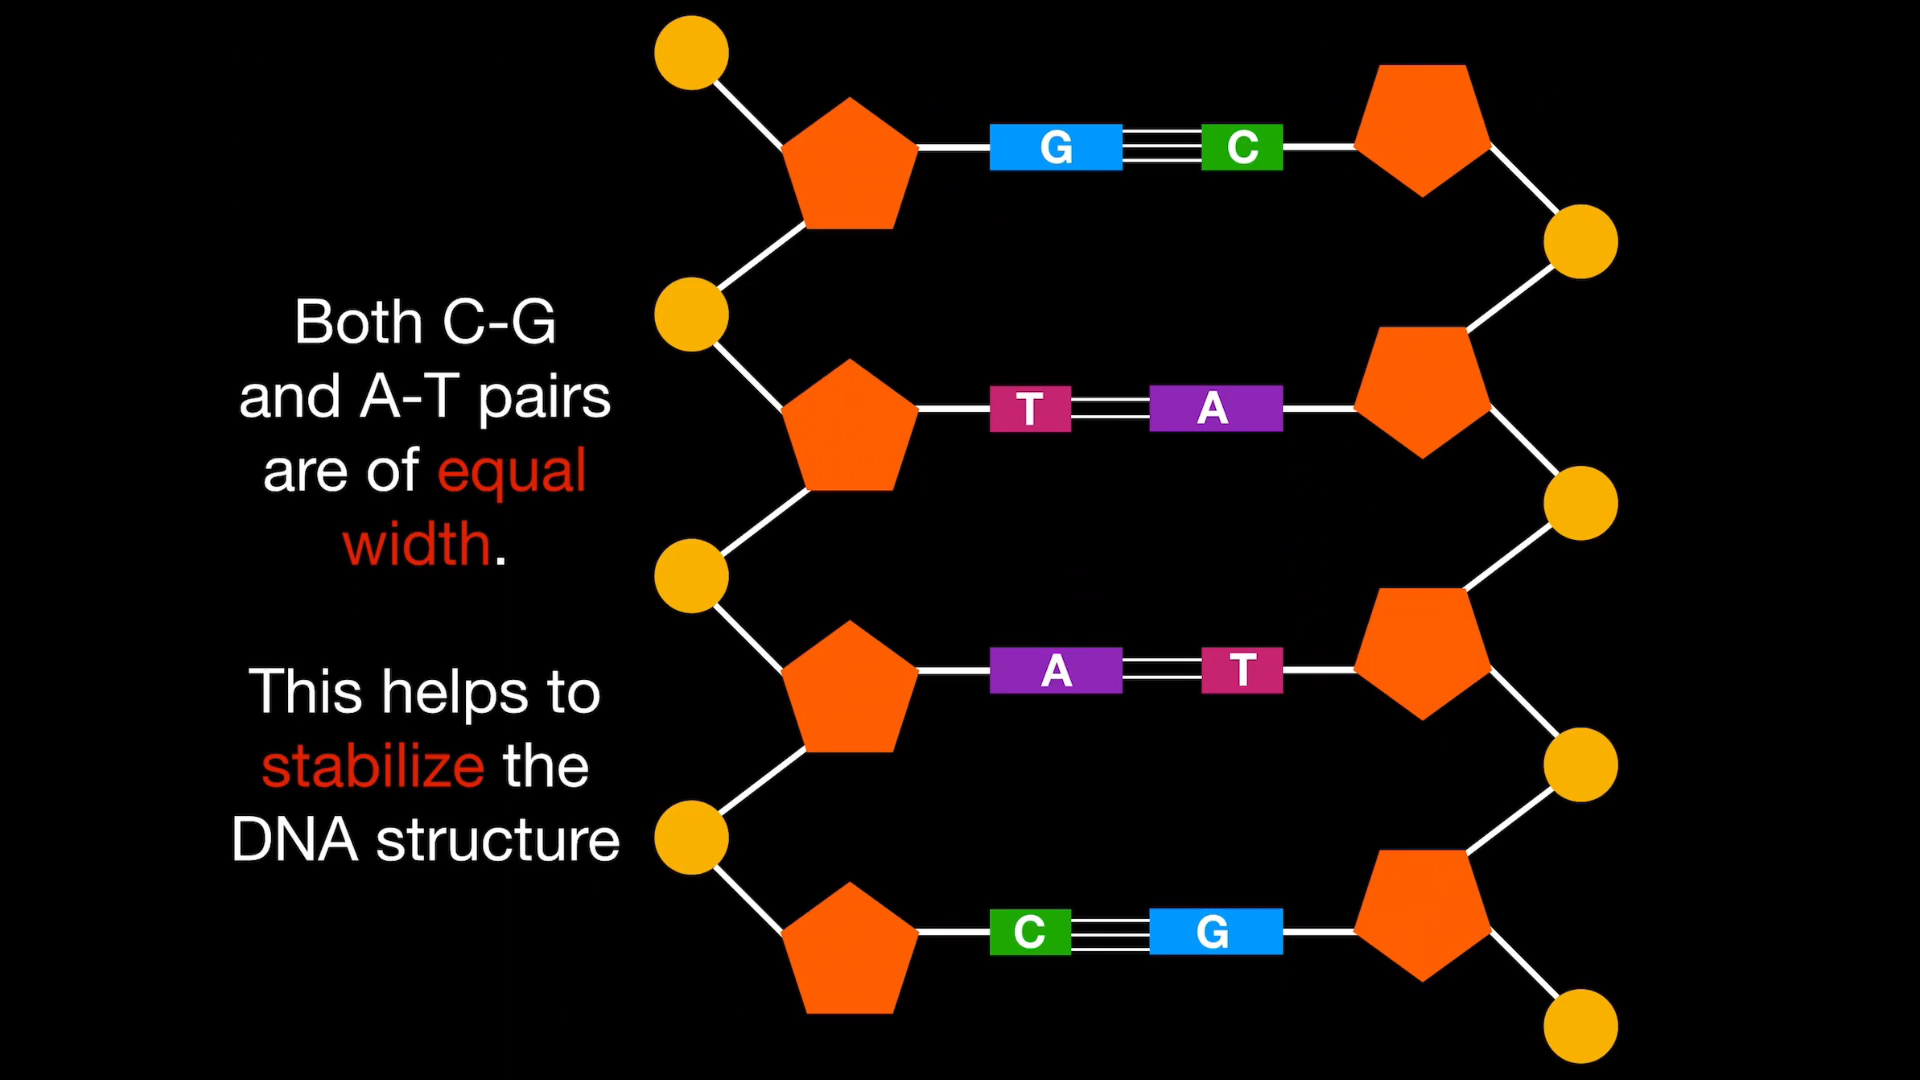 Both C-G
and A-T pairs
are of equal
width.
This helps to
stabilize the
DNA structure
G C
T A
A T
C G